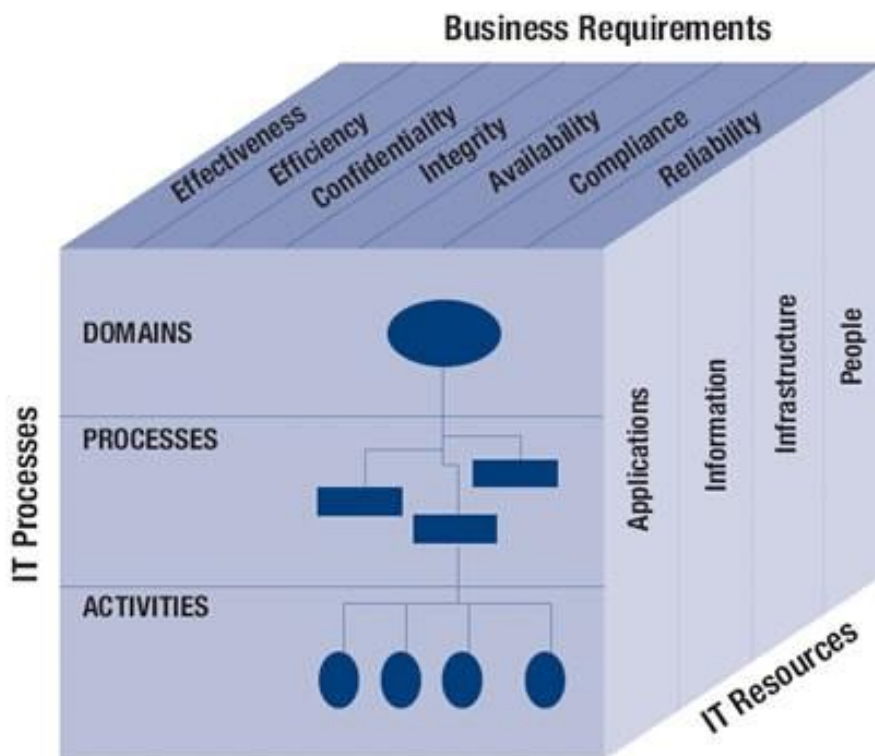 Business Requirements
Effectiveness
Efficiency
Confidentiality
Integrity
Availability
Compliance
Reliability
IT Processes
DOMAINS
PROCESSES
ACTIVITIES
Applications
Information
Infrastructure
People
IT Resources